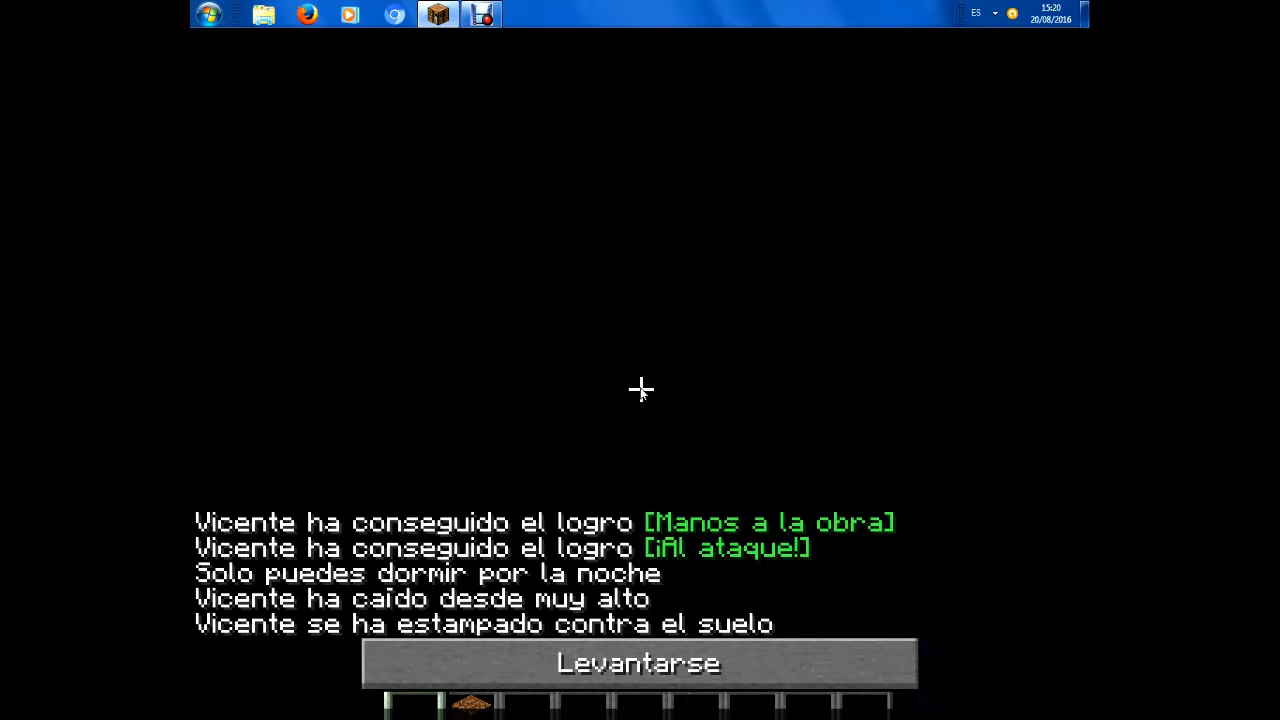 ES
15:20
20/08/2016
Vicente ha conseguido el logro [Manos a la obra]
Vicente ha conseguido el logro [¡Al ataque!]
Solo puedes dormir por la noche
Vicente ha caído desde muy alto
Vicente se ha estampado contra el suelo
Levantarse